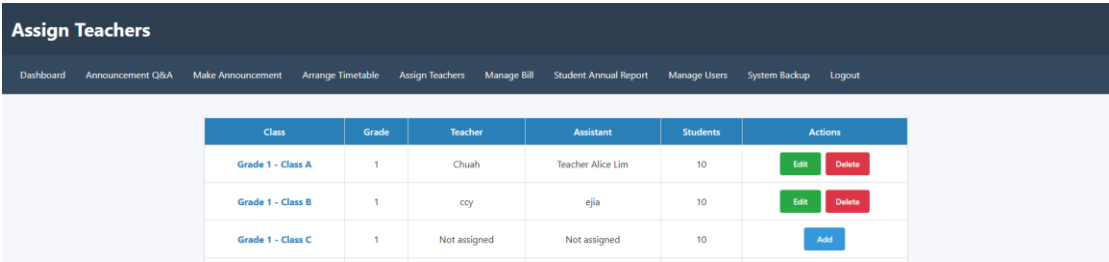 Assign Teachers
Dashboard Announcement Q&A Make Announcement Arrange Timetable Assign Teachers Manage Bill Student Annual Report Manage Users System Backup Logout
Class Grade Teacher Assistant Students Actions
Grade 1 - Class A 1 Chuah Teacher Alice Lim 10 Edit Delete
Grade 1 - Class B 1 ccy ejia 10 Edit Delete
Grade 1 - Class C 1 Not assigned Not assigned 10 Add